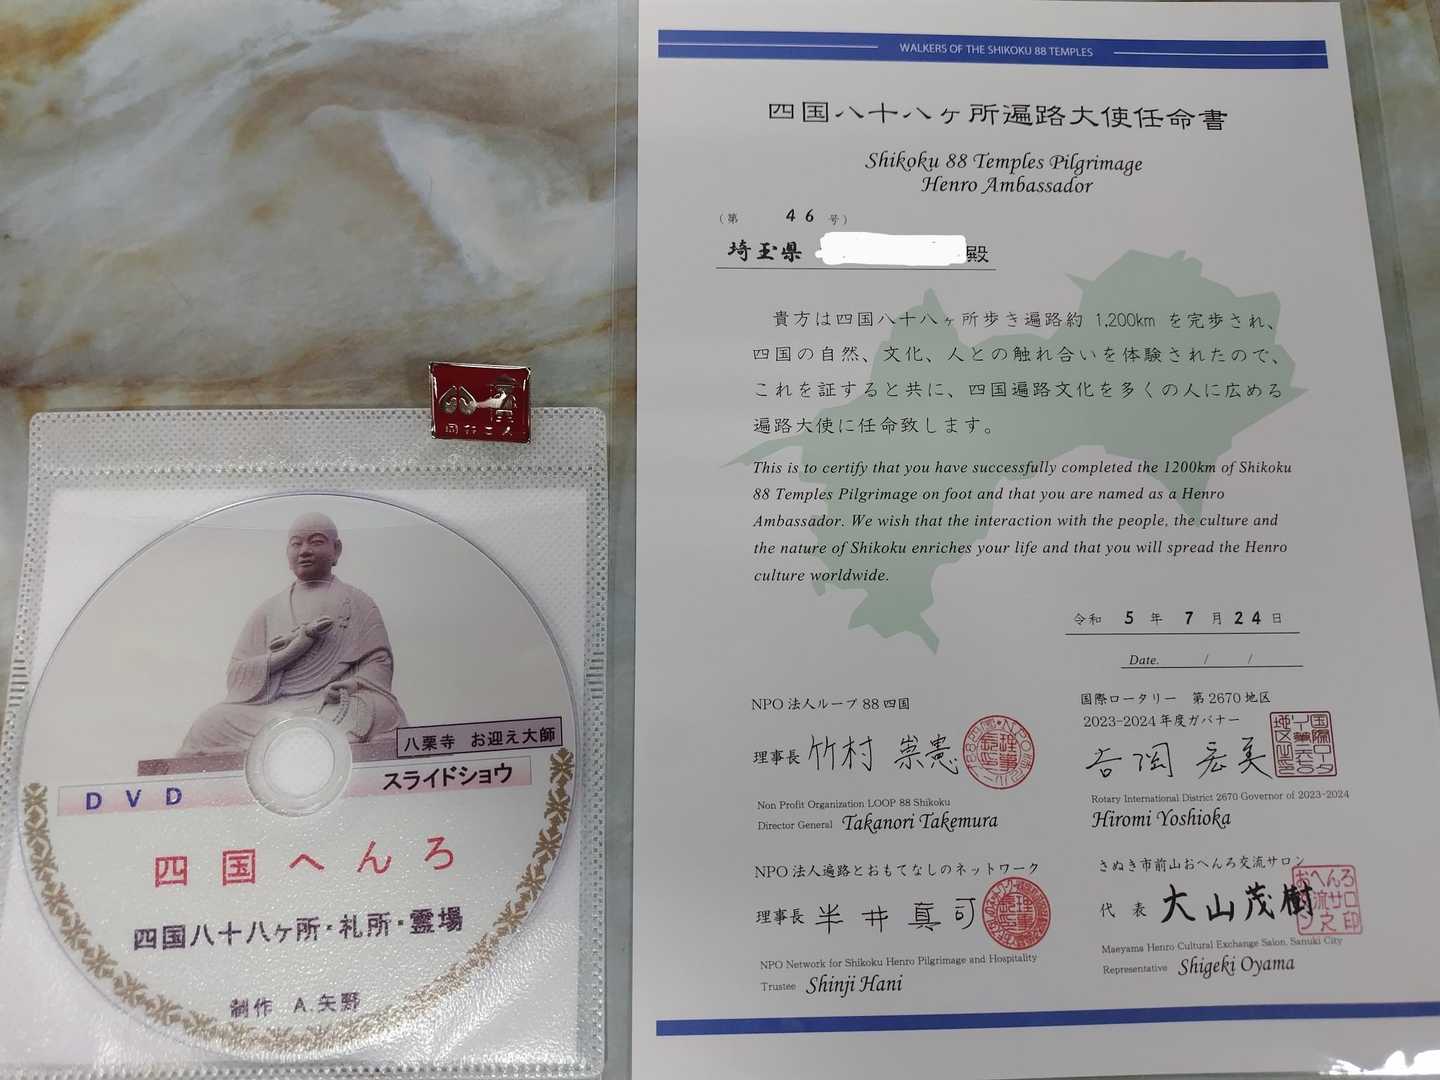 WALKERS OF THE SHIKOKU 88 TEMPLES
四国八十八ヶ所遍路大使任命書
Shikoku 88 Temples Pilgrimage
Henro Ambassador
(第 46 号)
埼玉県 殿
貴方は四国八十八ヶ所歩き遍路約 1,200km を完歩され、
四国の自然、文化、人との触れ合いを体験されたので、
これを証すると共に、四国遍路文化を多くの人に広める
遍路大使に任命致します。
This is to certify that you have successfully completed the 1200km of Shikoku
88 Temples Pilgrimage on foot and that you are named as a Henro
Ambassador. We wish that the interaction with the people, the culture and
the nature of Shikoku enriches your life and that you will spread the Henro
culture worldwide.
令和 5 年 7 月 24 日
Date. / /
NPO 法人ループ 88 四国
理事長 竹村 崇憲
Non Profit Organization LOOP 88 Shikoku
Director General Takanori Takemura
国際ロータリー 第 2670 地区
2023-2024 年度ガバナー
吉岡 宏美
Rotary International District 2670 Governor of 2023-2024
Hiromi Yoshioka
NPO 法人遍路とおもてなしのネットワーク
理事長 半井真司
NPO Network for Shikoku Henro Pilgrimage and Hospitality
Trustee Shinji Hani
さぬき市前山おへんろ交流サロン
代 表 大山茂樹
Maeyama Henro Cultural Exchange Salon, Sanuki City
Representative Shigeki Oyama
八栗寺 お迎え大師
スライドショウ
DVD
四国へんろ
四国八十八ヶ所・札所・霊場
制作 A.矢野